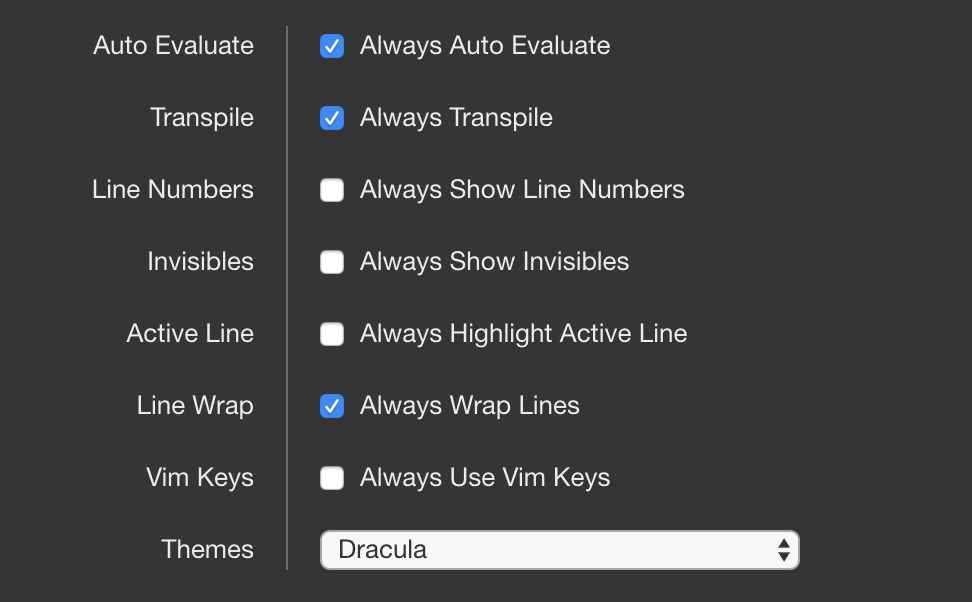 Auto Evaluate Always Auto Evaluate
Transpile Always Transpile
Line Numbers Always Show Line Numbers
Invisibles Always Show Invisibles
Active Line Always Highlight Active Line
Line Wrap Always Wrap Lines
Vim Keys Always Use Vim Keys
Themes Dracula